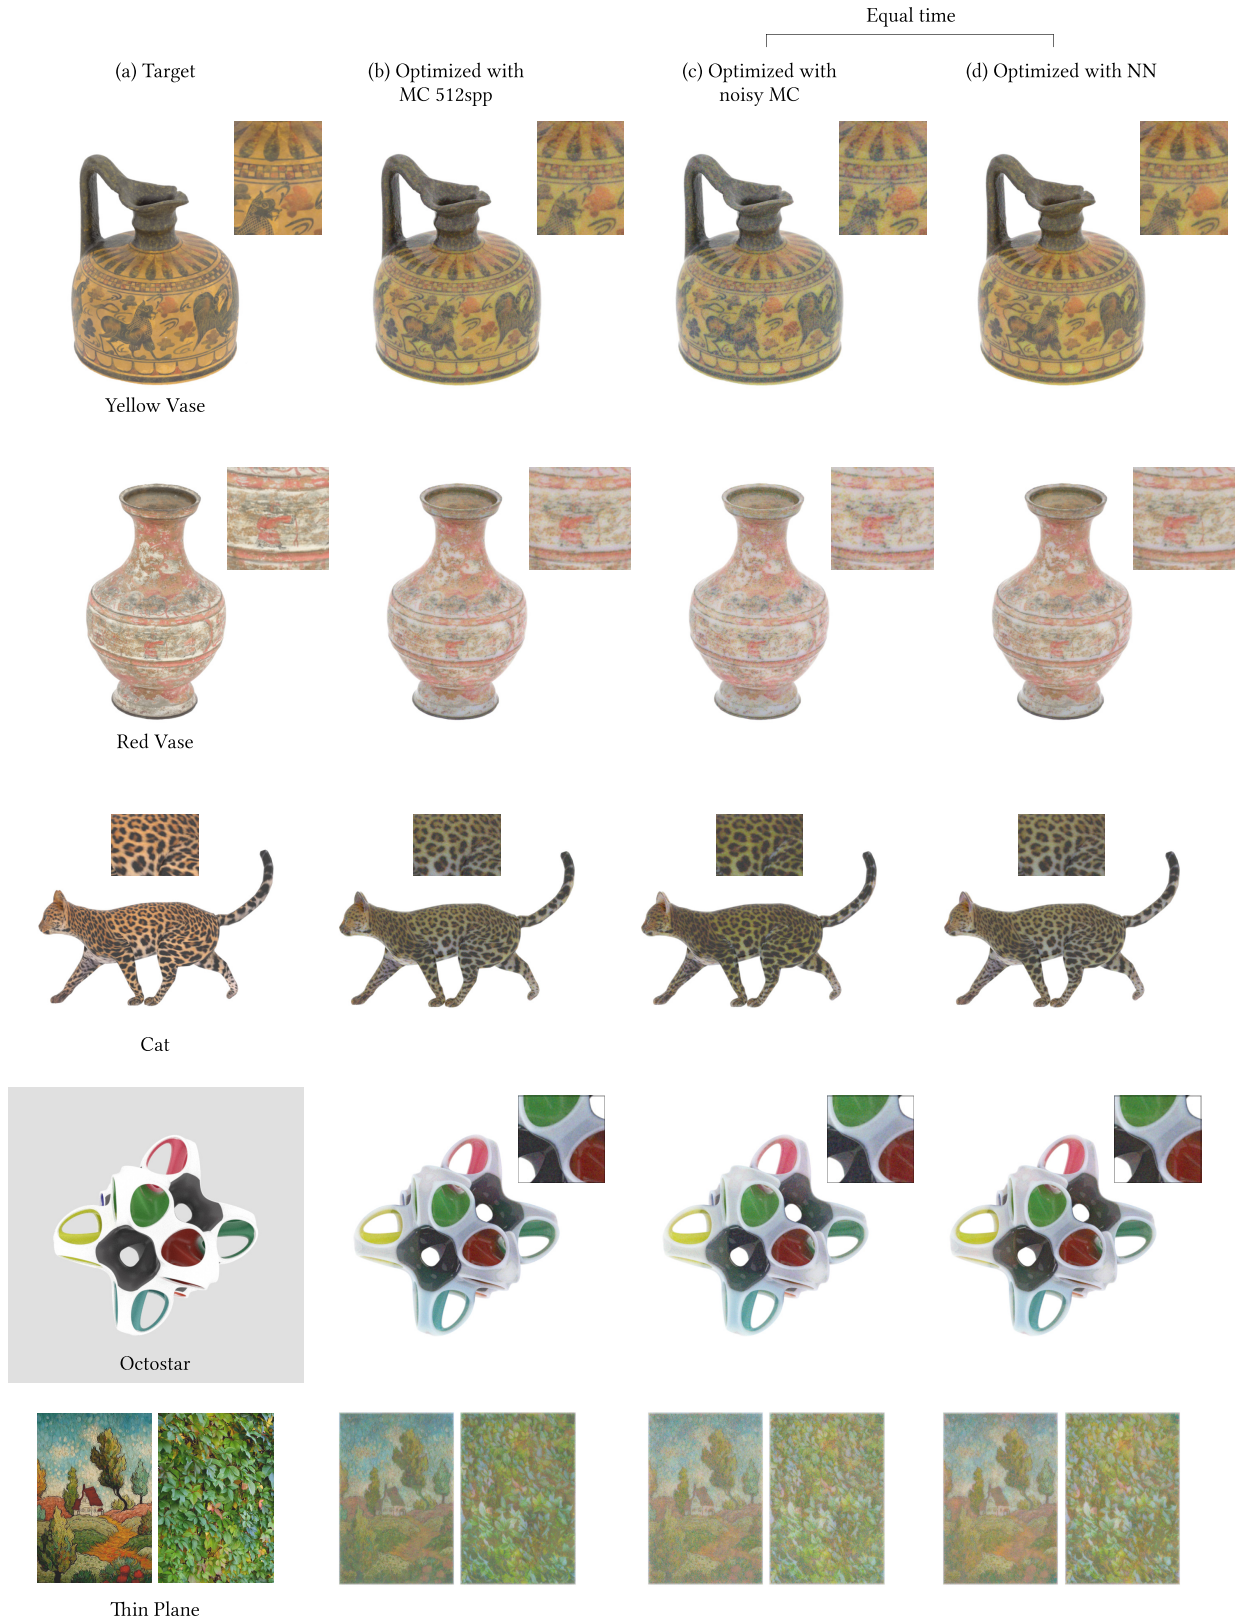 Equal time
(a) Target
(b) Optimized with
MC 512spp
(c) Optimized with
noisy MC
(d) Optimized with NN
Yellow Vase
Red Vase
Cat
Octostar
Thin Plane